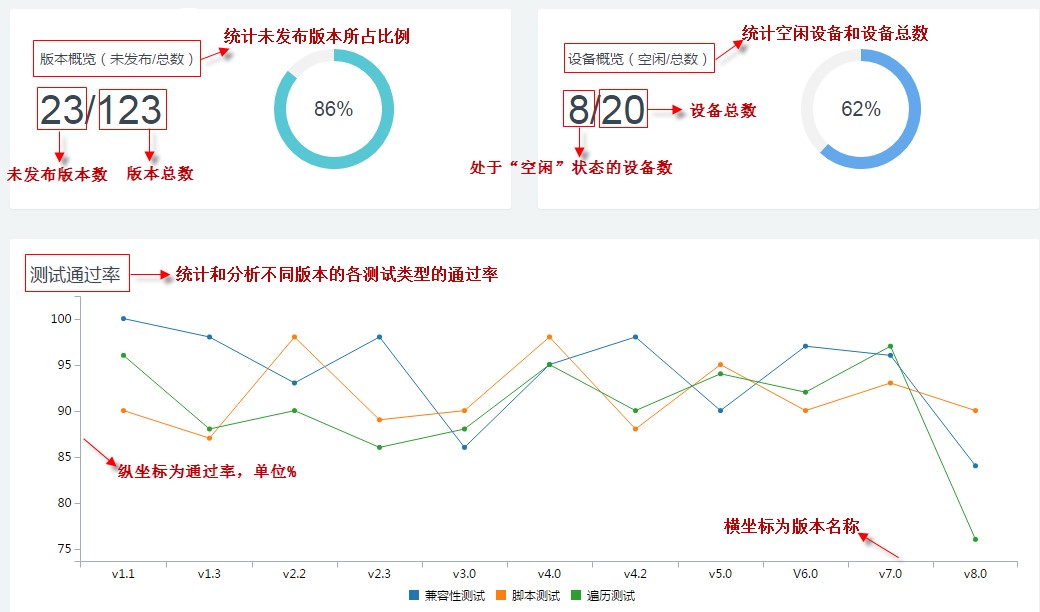 统计未发布版本所占比例
版本概览（未发布/总数）
23/123
86%
未发布版本数
版本总数
统计空闲设备和设备总数
设备概览（空闲/总数）
8/20
设备总数
62%
处于“空闲”状态的设备数
测试通过率
统计和分析不同版本的各测试类型的通过率
100
95
90
85
80
75
纵坐标为通过率，单位%
横坐标为版本名称
v1.1 v1.3 v2.2 v2.3 v3.0 v4.0 v4.2 v5.0 V6.0 v7.0 v8.0
兼容性测试 脚本测试 遍历测试